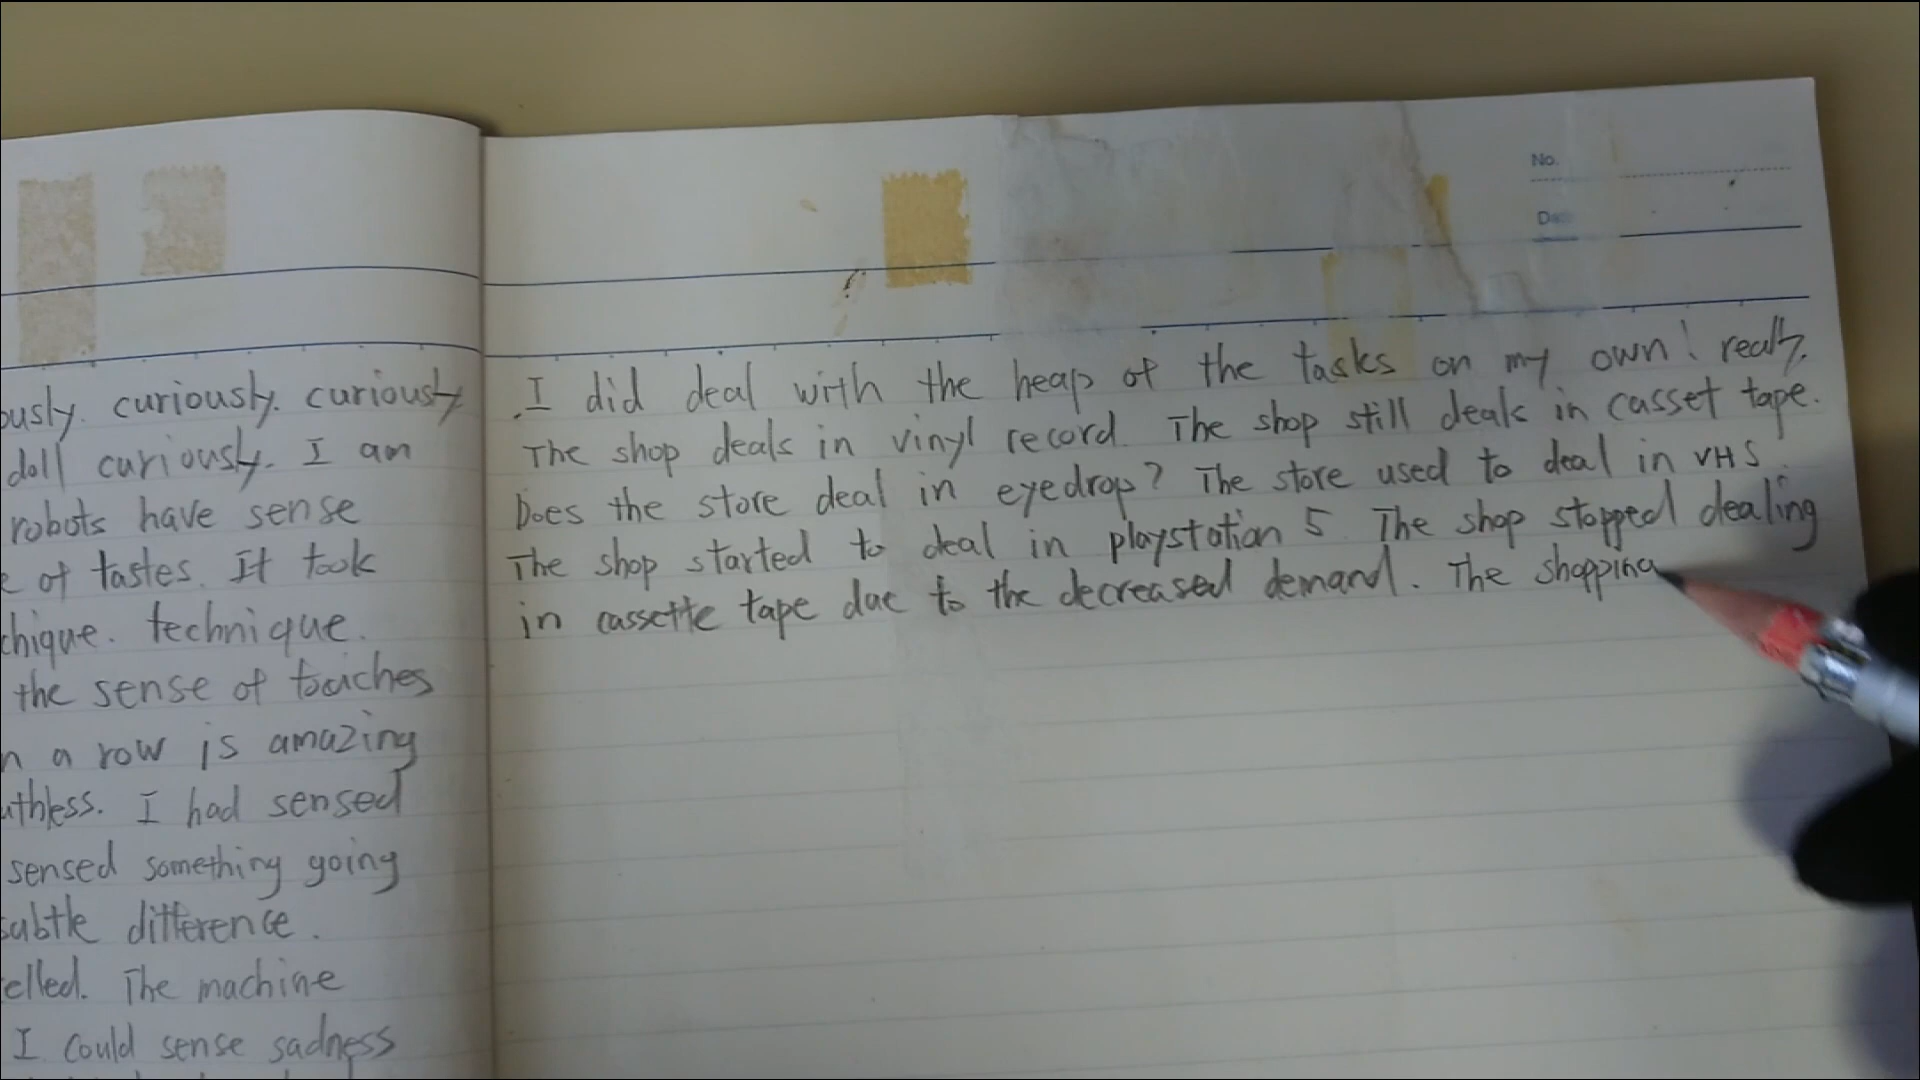 No.
ously. curiously. curiously
doll curiously. I am
robots have sense
e of tastes. It took
chique. technique.
the sense of touches
n a row is amazing
uthless. I had sensed
sensed something going
subtle difference.
elled. The machine
I could sense sadness
I did deal with the heap of the tasks on my own! really.
The shop deals in vinyl record. The shop still deals in casset tape.
Does the store deal in eyedrop? The store used to deal in VHS.
The shop started to deal in playstation 5. The shop stopped dealing
in cassette tape due to the decreased demand. The shopping